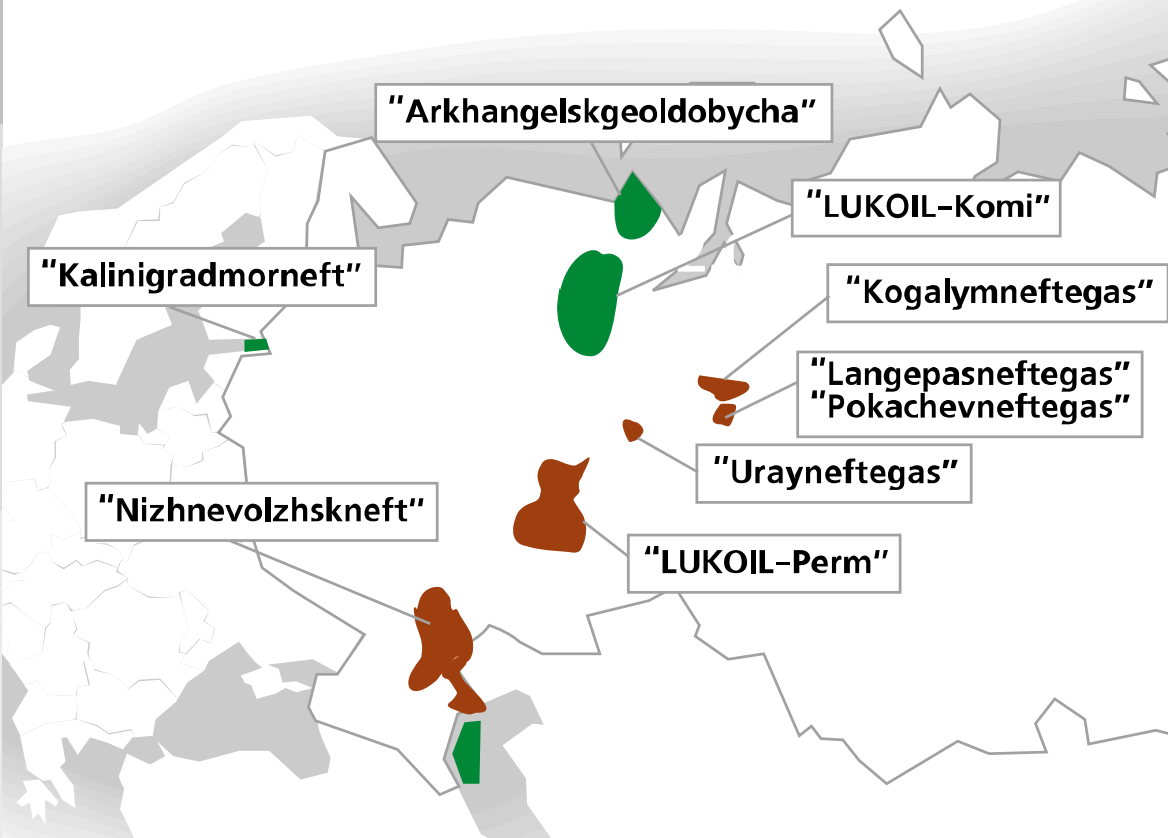 "Arkhangelskgeoldobycha"
"LUKOIL-Komi"
"Kalinigradmorneft"
"Kogalymneftegas"
"Langepasneftegas"
"Pokachevneftegas"
"Urayneftegas"
"Nizhnevolzhskneft"
"LUKOIL-Perm"